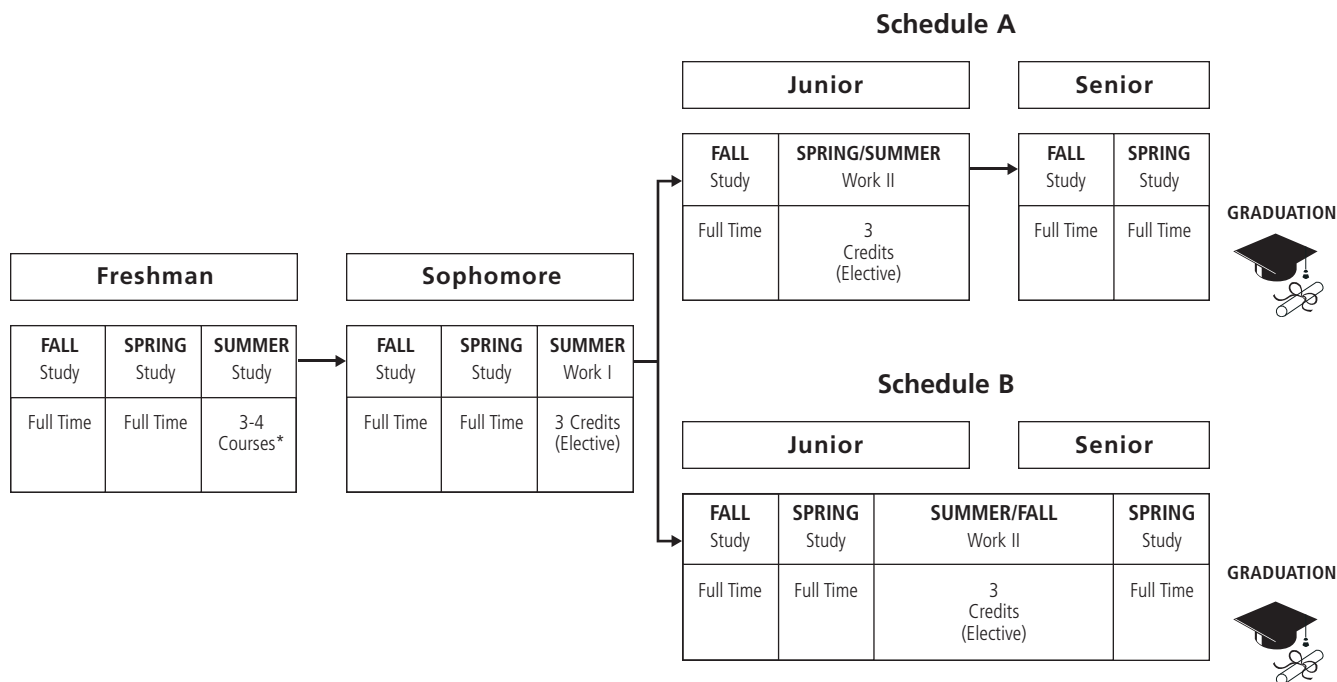 Schedule A
Junior
Senior
FALL
Study
SPRING/SUMMER
Work II
FALL
Study
SPRING
Study
Full Time
3
Credits
(Elective)
Full Time
Full Time
GRADUATION
Freshman
Sophomore
FALL
Study
SPRING
Study
SUMMER
Study
FALL
Study
SPRING
Study
SUMMER
Work I
Full Time
Full Time
3-4
Courses*
Full Time
Full Time
3 Credits
(Elective)
Schedule B
Junior
Senior
FALL
Study
SPRING
Study
SUMMER/FALL
Work II
SPRING
Study
Full Time
Full Time
3
Credits
(Elective)
Full Time
GRADUATION